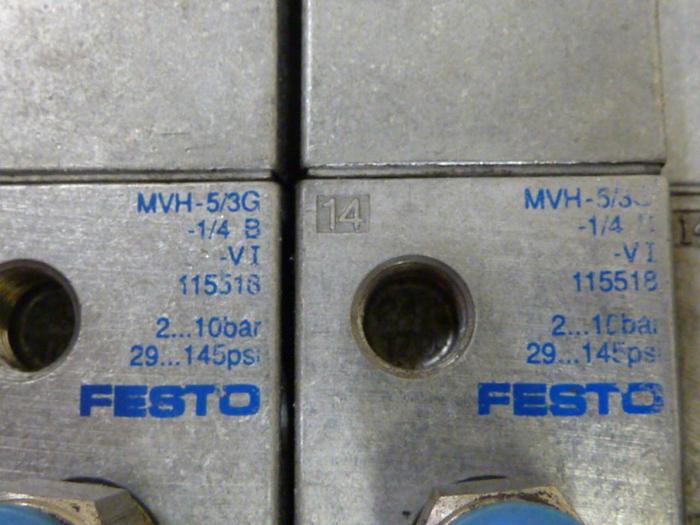 MVH-5/3G
-1/4 B
-VI
115518
2...10bar
29...145psi
FESTO
14
MVH-5/3G
-1/4
-VI
115518
2...10bar
29...145psi
FESTO